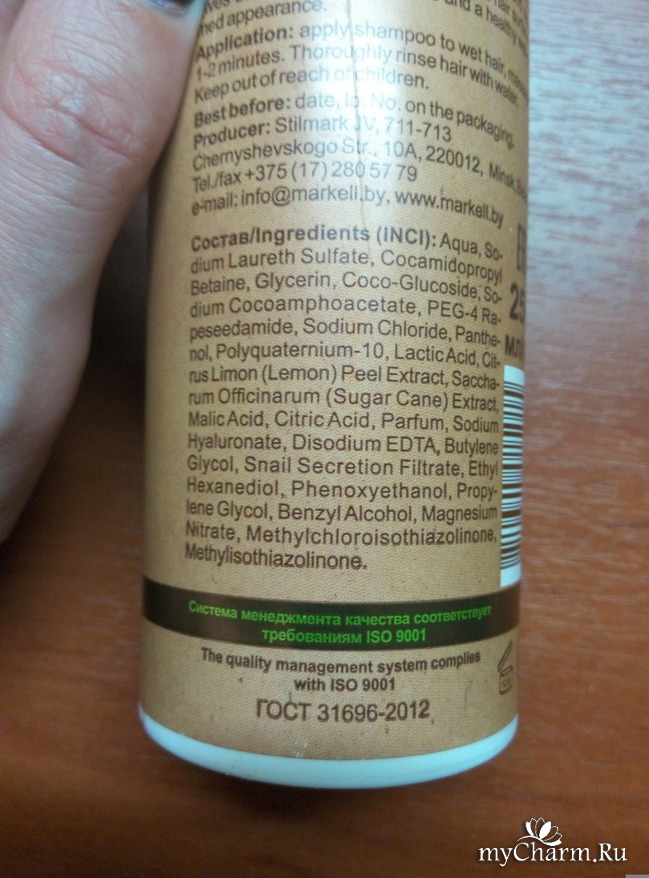 ned appearance.
and a healthy
Application: apply shampoo to wet hair,
1-2 minutes. Thoroughly rinse hair with water.
Keep out of reach of children.
Best before: date, No. on the packaging.
Producer: Stilmark JV, 711-713
Chernyshevskogo Str., 10A, 220012, Minsk,
Tel./fax +375 (17) 280 57 79
e-mail: info@markell.by, www.markell.by
Состав/Ingredients (INCI): Aqua, So-
dium Laureth Sulfate, Cocamidopropyl
Betaine, Glycerin, Coco-Glucoside, So-
dium Cocoamphoacetate, PEG-4 Ra-
peseedamide, Sodium Chloride, Panthe-
nol, Polyquaternium-10, Lactic Acid, Cit-
rus Limon (Lemon) Peel Extract, Saccha-
rum Officinarum (Sugar Cane) Extract,
Malic Acid, Citric Acid, Parfum, Sodium
Hyaluronate, Disodium EDTA, Butylene
Glycol, Snail Secretion Filtrate, Ethyl
Hexanediol, Phenoxyethanol, Propy-
lene Glycol, Benzyl Alcohol, Magnesium
Nitrate, Methylchloroisothiazolinone,
Methylisothiazolinone.
Система менеджмента качества соответствует
требованиям ISO 9001
The quality management system complies
with ISO 9001
ГОСТ 31696-2012
25
myCharm.Ru